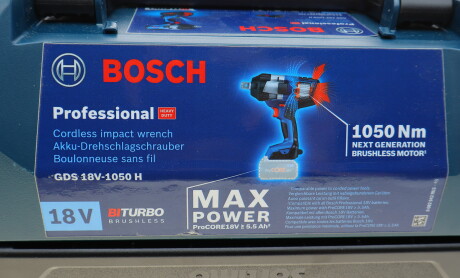 BOSCH
Professional HEAVY DUTY
Cordless impact wrench
Akku-Drehschlagschrauber
Boulonneuse sans fil
GDS 18V-1050 H
1050 Nm
NEXT GENERATION
BRUSHLESS MOTOR
18V
BITURBO
BRUSHLESS
MAX
POWER
ProCORE18V ≥ 5.5 Ah